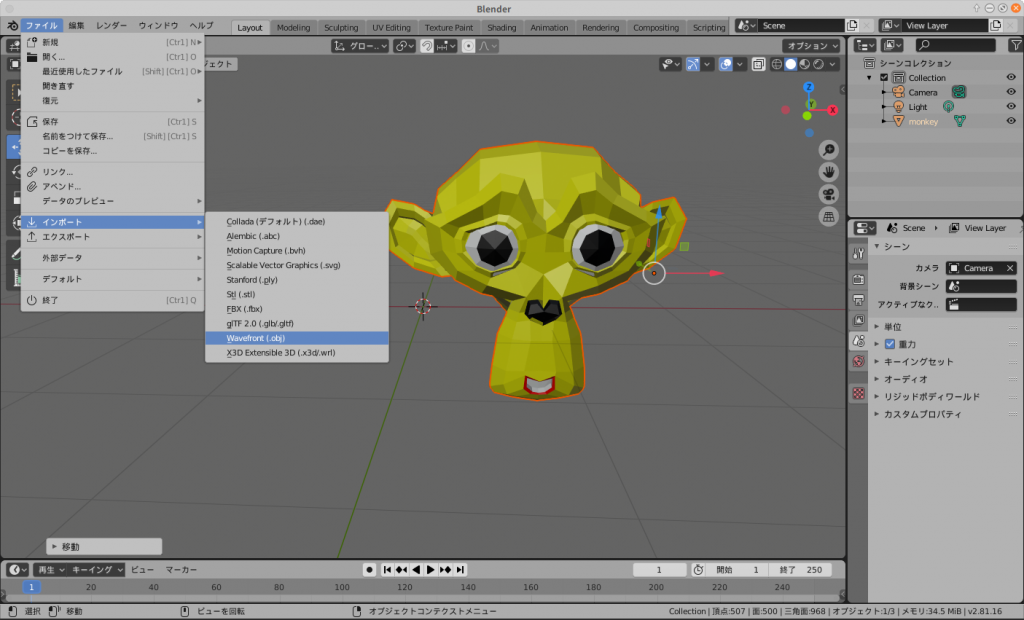 Blender
ファイル 編集 レンダー ウィンドウ ヘルプ
Layout Modeling Sculpting UV Editing Texture Paint Shading Animation Rendering Compositing Scripting
Scene
View Layer
新規 [Ctrl] N
開く... [Ctrl] O
最近使用したファイル [Shift] [Ctrl] O
開き直す
復元
保存 [Ctrl] S
名前をつけて保存... [Shift] [Ctrl] S
コピーを保存...
リンク...
アペンド...
データのプレビュー
インポート
エクスポート
外部データ
デフォルト
終了 [Ctrl] Q
Collada (デフォルト) (.dae)
Alembic (.abc)
Motion Capture (.bvh)
Scalable Vector Graphics (.svg)
Stanford (.ply)
Stl (.stl)
FBX (.fbx)
glTF 2.0 (.glb/.gltf)
Wavefront (.obj)
X3D Extensible 3D (.x3d/.wrl)
グロー...
オプション
ジェクト
Z
Y
X
シーンコレクション
Collection
Camera
Light
monkey
Scene View Layer
シーン
カメラ Camera
背景シーン
アクティブなク..
単位
重力
キーイングセット
オーディオ
リジッドボディワールド
カスタムプロパティ
移動
再生 キーイング ビュー マーカー
1 開始 1 終了 250
1 20 40 60 80 100 120 140 160 180 200 220 240
選択 移動 ビューを回転 オブジェクトコンテクストメニュー
Collection | 頂点:507 | 面:500 | 三角面:968 | オブジェクト:1/3 | メモリ:34.5 MiB | v2.81.16